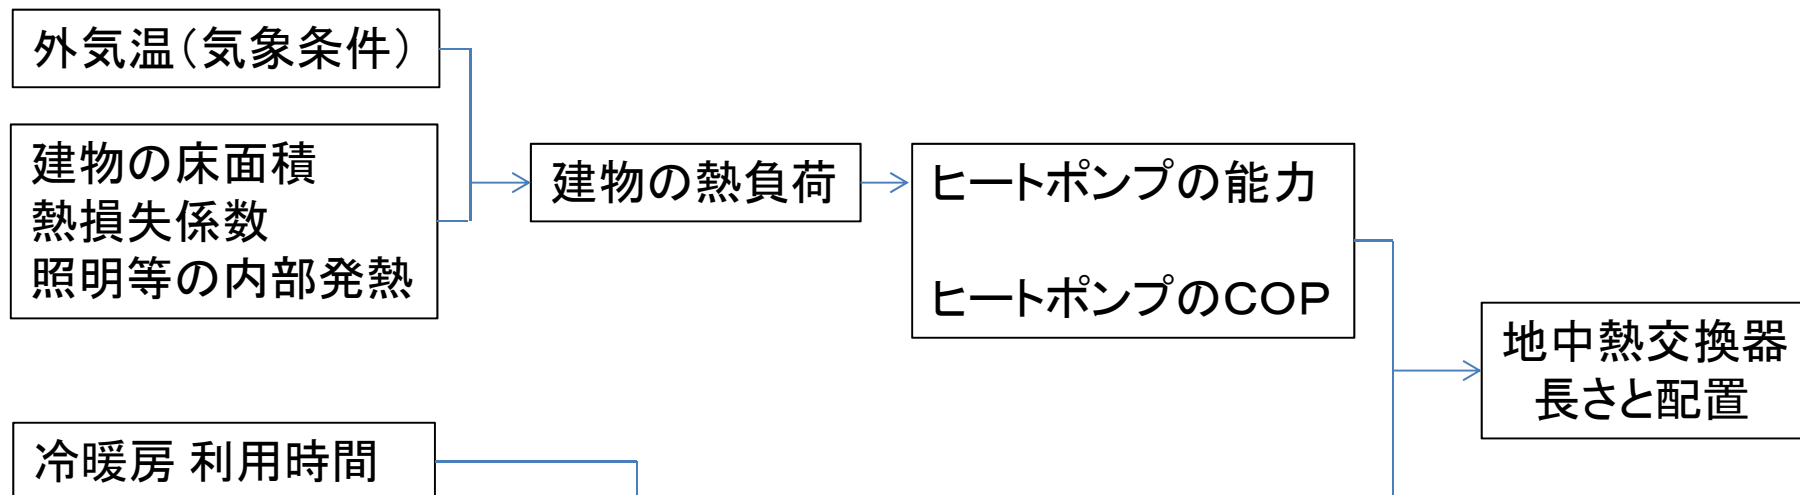 外気温（気象条件）
建物の床面積
熱損失係数
照明等の内部発熱
建物の熱負荷
ヒートポンプの能力
ヒートポンプのCOP
地中熱交換器
長さと配置
冷暖房 利用時間